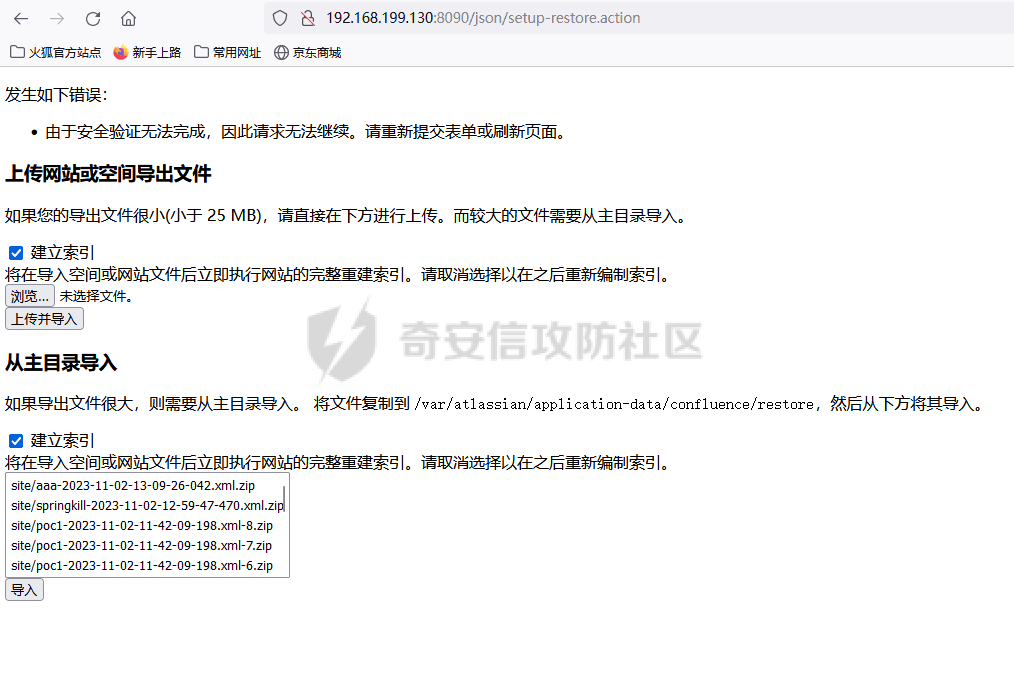 192.168.199.130:8090/json/setup-restore.action
火狐官方站点 新手上路 常用网址 京东商城
发生如下错误：
• 由于安全验证无法完成，因此请求无法继续。请重新提交表单或刷新页面。
上传网站或空间导出文件
如果您的导出文件很小(小于 25 MB)，请直接在下方进行上传。而较大的文件需要从主目录导入。
建立索引
将在导入空间或网站文件后立即执行网站的完整重建索引。请取消选择以在之后重新编制索引。
浏览... 未选择文件。
上传并导入
奇安信攻防社区
从主目录导入
如果导出文件很大，则需要从主目录导入。 将文件复制到 /var/atlassian/application-data/confluence/restore，然后从下方将其导入。
建立索引
将在导入空间或网站文件后立即执行网站的完整重建索引。请取消选择以在之后重新编制索引。
site/aaa-2023-11-02-13-09-26-042.xml.zip
site/springkill-2023-11-02-12-59-47-470.xml.zip
site/poc1-2023-11-02-11-42-09-198.xml-8.zip
site/poc1-2023-11-02-11-42-09-198.xml-7.zip
site/poc1-2023-11-02-11-42-09-198.xml-6.zip
导入